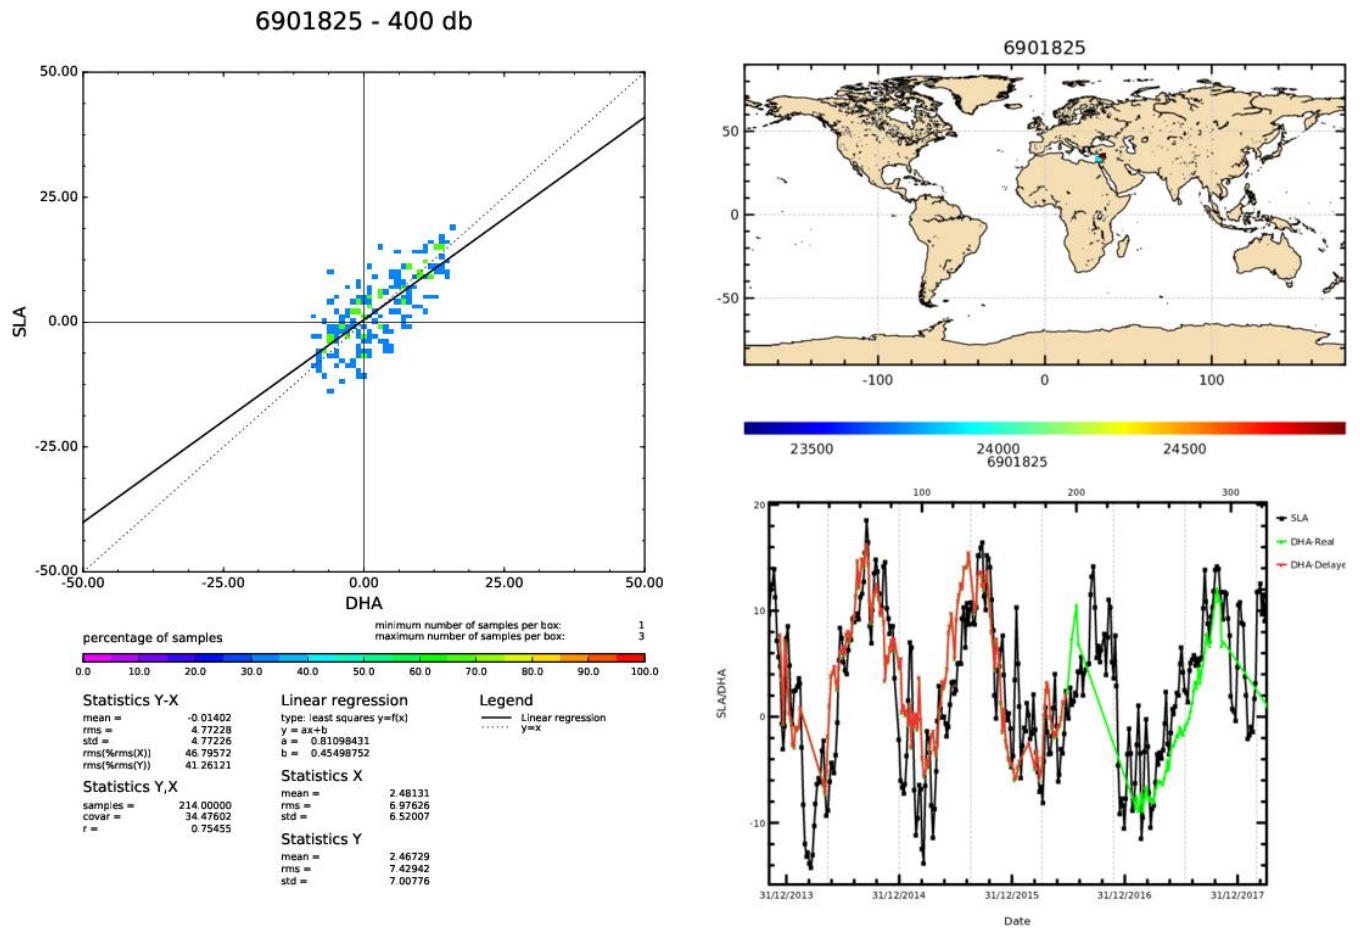 6901825 - 400 db
50.00
25.00
0.00
-25.00
-50.00
SLA
-50.00 -25.00 0.00 25.00 50.00
DHA
minimum number of samples per box: 1
maximum number of samples per box: 3
percentage of samples
0.0 10.0 20.0 30.0 40.0 50.0 60.0 70.0 80.0 90.0 100.0
Statistics Y-X
mean = -0.01402
rms = 4.77228
std = 4.77226
rms(%rms(X)) 46.79572
rms(%rms(Y)) 41.26121
Statistics Y,X
samples = 214.00000
covar = 34.47602
r = 0.75455
Linear regression
type: least squares y=f(x)
y = ax+b
a = 0.81098431
b = 0.45498752
Statistics X
mean = 2.48131
rms = 6.97626
std = 6.52007
Statistics Y
mean = 2.46729
rms = 7.42942
std = 7.00776
Legend
Linear regression
y=x
6901825
50
0
-50
-100 0 100
23500 24000 24500
6901825
100 200 300
20
10
0
-10
SLA/DHA
31/12/2013 31/12/2014 31/12/2015 31/12/2016 31/12/2017
Date
SLA
DHA-Real
DHA-Delaye